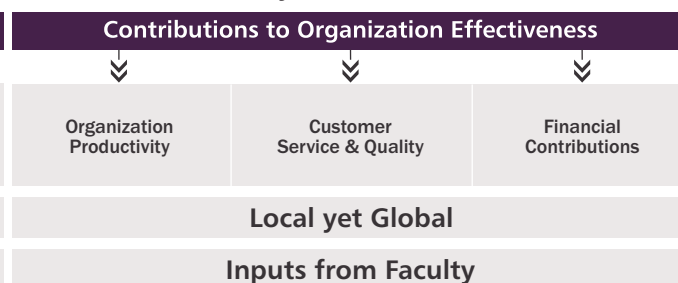 Contributions to Organization Effectiveness
Organization
Productivity
Customer
Service & Quality
Financial
Contributions
Local yet Global
Inputs from Faculty